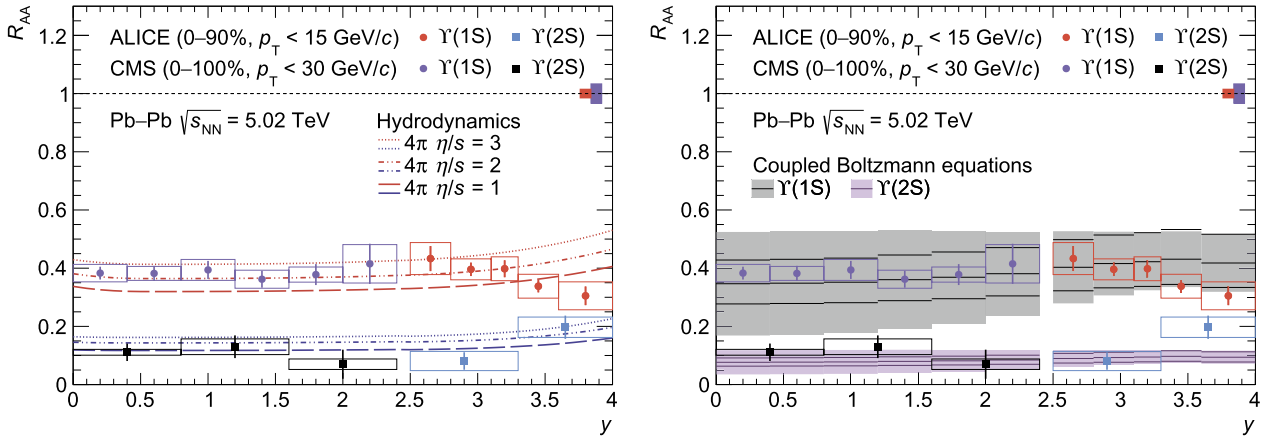 R_AA
1.2
1
0.8
0.6
0.4
0.2
0
ALICE (0–90%, p_T < 15 GeV/c) ϒ(1S) ϒ(2S)
CMS (0–100%, p_T < 30 GeV/c) ϒ(1S) ϒ(2S)
Pb–Pb √s_NN = 5.02 TeV
Hydrodynamics
4π η/s = 3
4π η/s = 2
4π η/s = 1
0 0.5 1 1.5 2 2.5 3 3.5 4
y
R_AA
1.2
1
0.8
0.6
0.4
0.2
0
ALICE (0–90%, p_T < 15 GeV/c) ϒ(1S) ϒ(2S)
CMS (0–100%, p_T < 30 GeV/c) ϒ(1S) ϒ(2S)
Pb–Pb √s_NN = 5.02 TeV
Coupled Boltzmann equations
ϒ(1S) ϒ(2S)
0 0.5 1 1.5 2 2.5 3 3.5 4
y